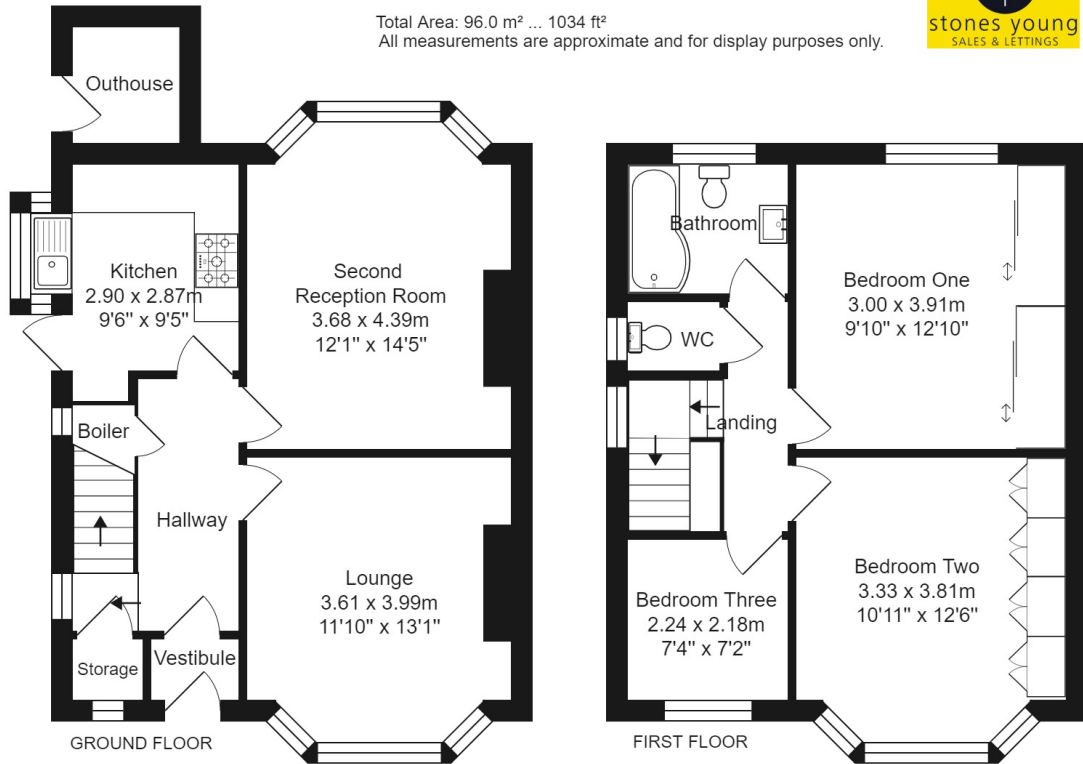 Total Area: 96.0 m² ... 1034 ft²
All measurements are approximate and for display purposes only.
stones young
SALES & LETTINGS
Outhouse
Kitchen
2.90 x 2.87m
9'6" x 9'5"
Second
Reception Room
3.68 x 4.39m
12'1" x 14'5"
Boiler
Hallway
Lounge
3.61 x 3.99m
11'10" x 13'1"
Storage
Vestibule
GROUND FLOOR
Bathroom
WC
Landing
Bedroom One
3.00 x 3.91m
9'10" x 12'10"
Bedroom Two
3.33 x 3.81m
10'11" x 12'6"
Bedroom Three
2.24 x 2.18m
7'4" x 7'2"
FIRST FLOOR